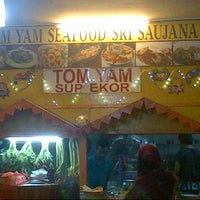 M YAM SEAFOOD SRI SAUJANA
TOM YAM
SUP EKOR